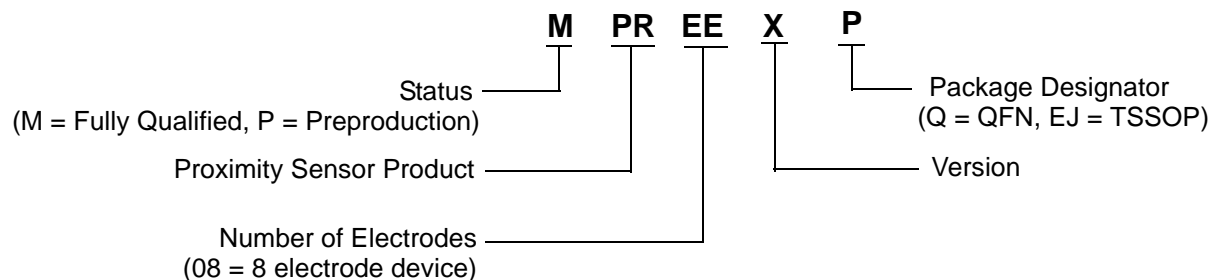 M PR EE X P
Status
(M = Fully Qualified, P = Preproduction)
Package Designator
(Q = QFN, EJ = TSSOP)
Proximity Sensor Product
Version
Number of Electrodes
(08 = 8 electrode device)